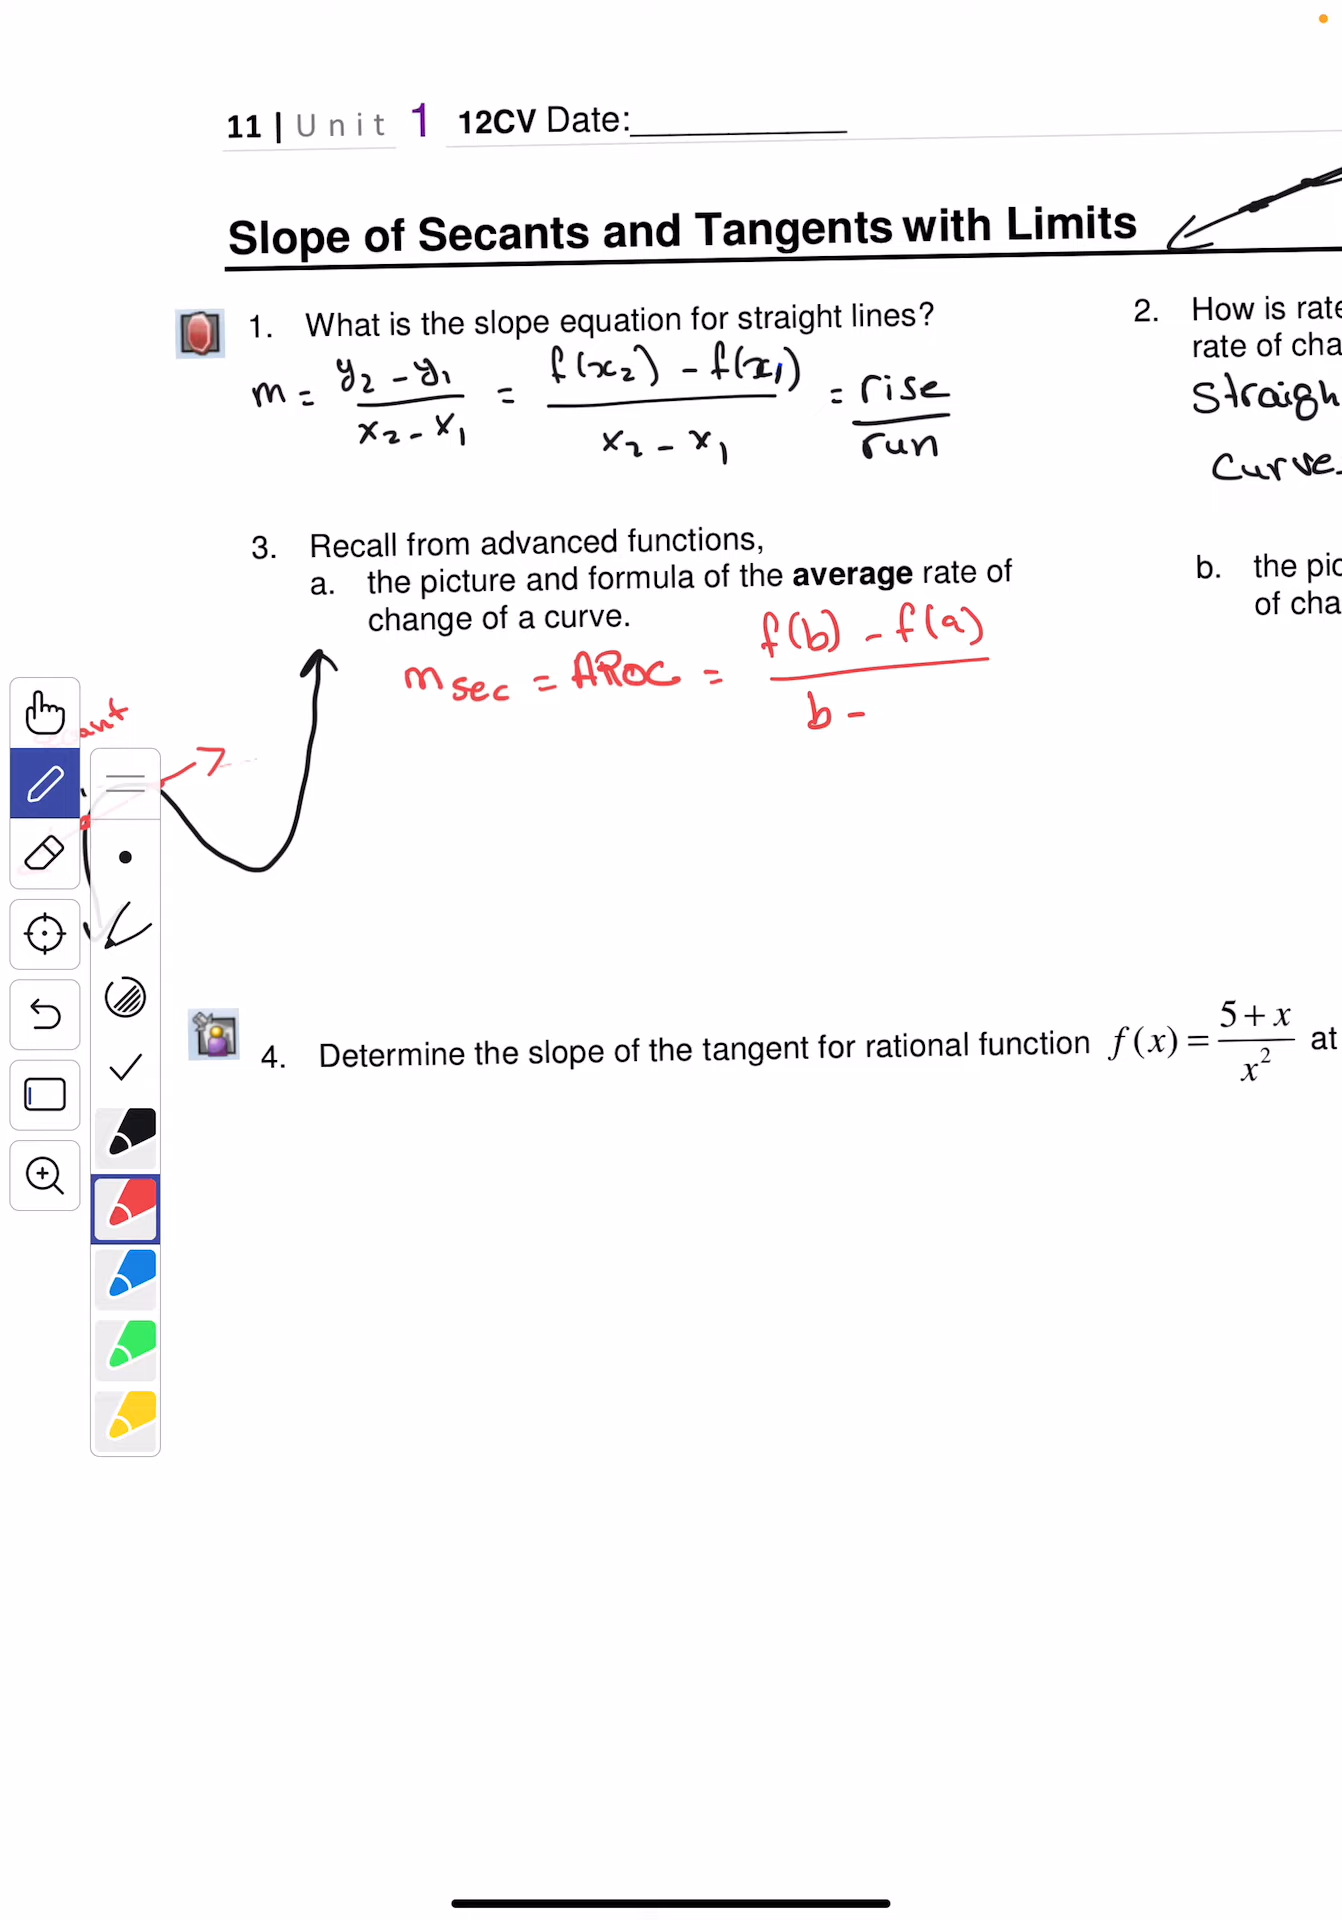 11 | Unit 1 12CV Date:____________
Slope of Secants and Tangents with Limits
1. What is the slope equation for straight lines?
m = y₂ - y₁ / x₂ - x₁ = f(x₂) - f(x₁) / x₂ - x₁ = rise / run
2. How is rate
rate of cha
Straigh
Curve
3. Recall from advanced functions,
a. the picture and formula of the average rate of
change of a curve.
m sec = AROC = f(b) - f(a) / b -
b. the pic
of cha
4. Determine the slope of the tangent for rational function f(x) = 5+x / x² at